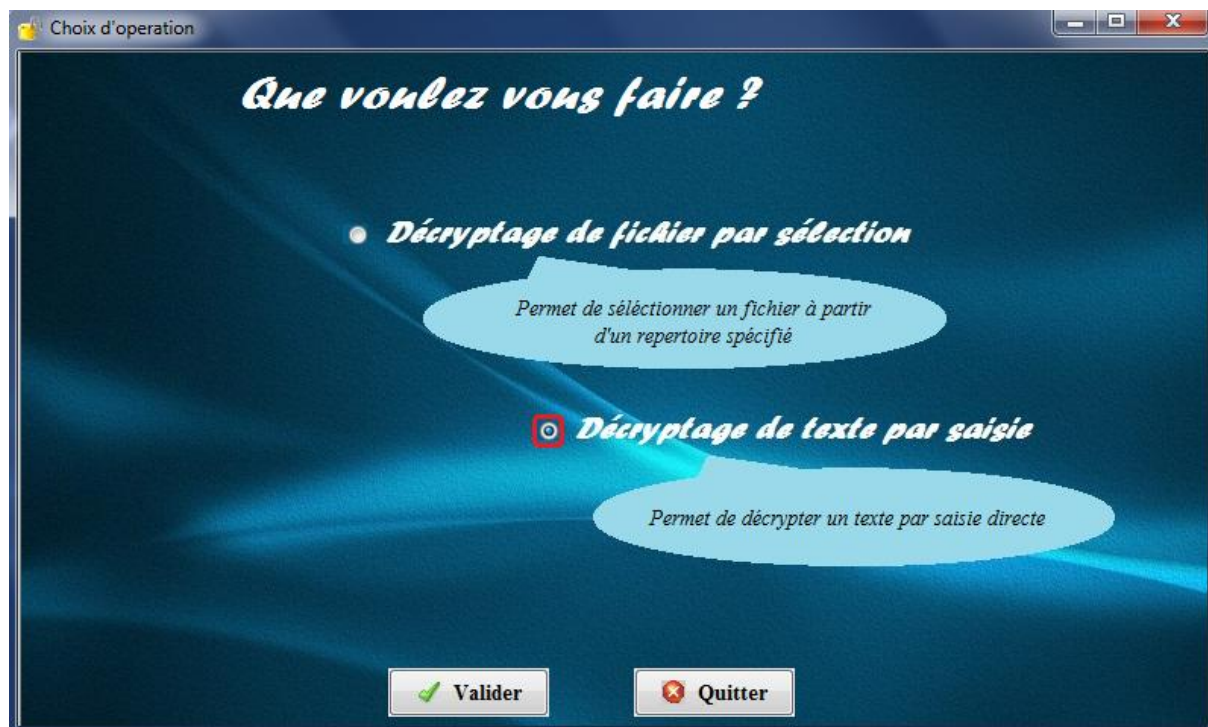 Choix d'operation
Que voulez vous faire ?
Décryptage de fichier par sélection
Permet de séléctionner un fichier à partir
d'un repertoire spécifié
Décryptage de texte par saisie
Permet de décrypter un texte par saisie directe
Valider
Quitter